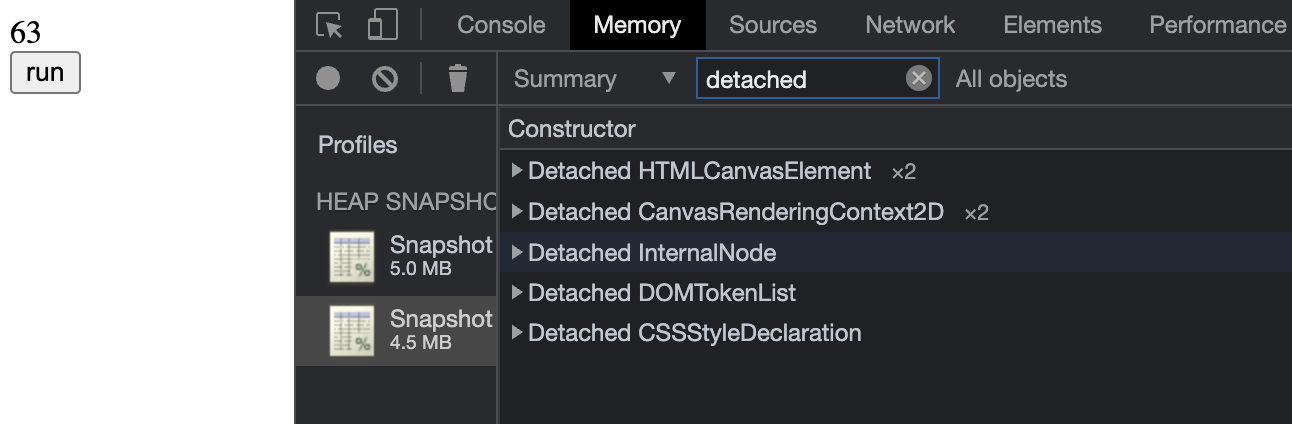 63
run
Console Memory Sources Network Elements Performance
Summary ▼ detached All objects
Profiles
HEAP SNAPSHO
Snapshot
5.0 MB
Snapshot
4.5 MB
Constructor
Detached HTMLCanvasElement ×2
Detached CanvasRenderingContext2D ×2
Detached InternalNode
Detached DOMTokenList
Detached CSSStyleDeclaration